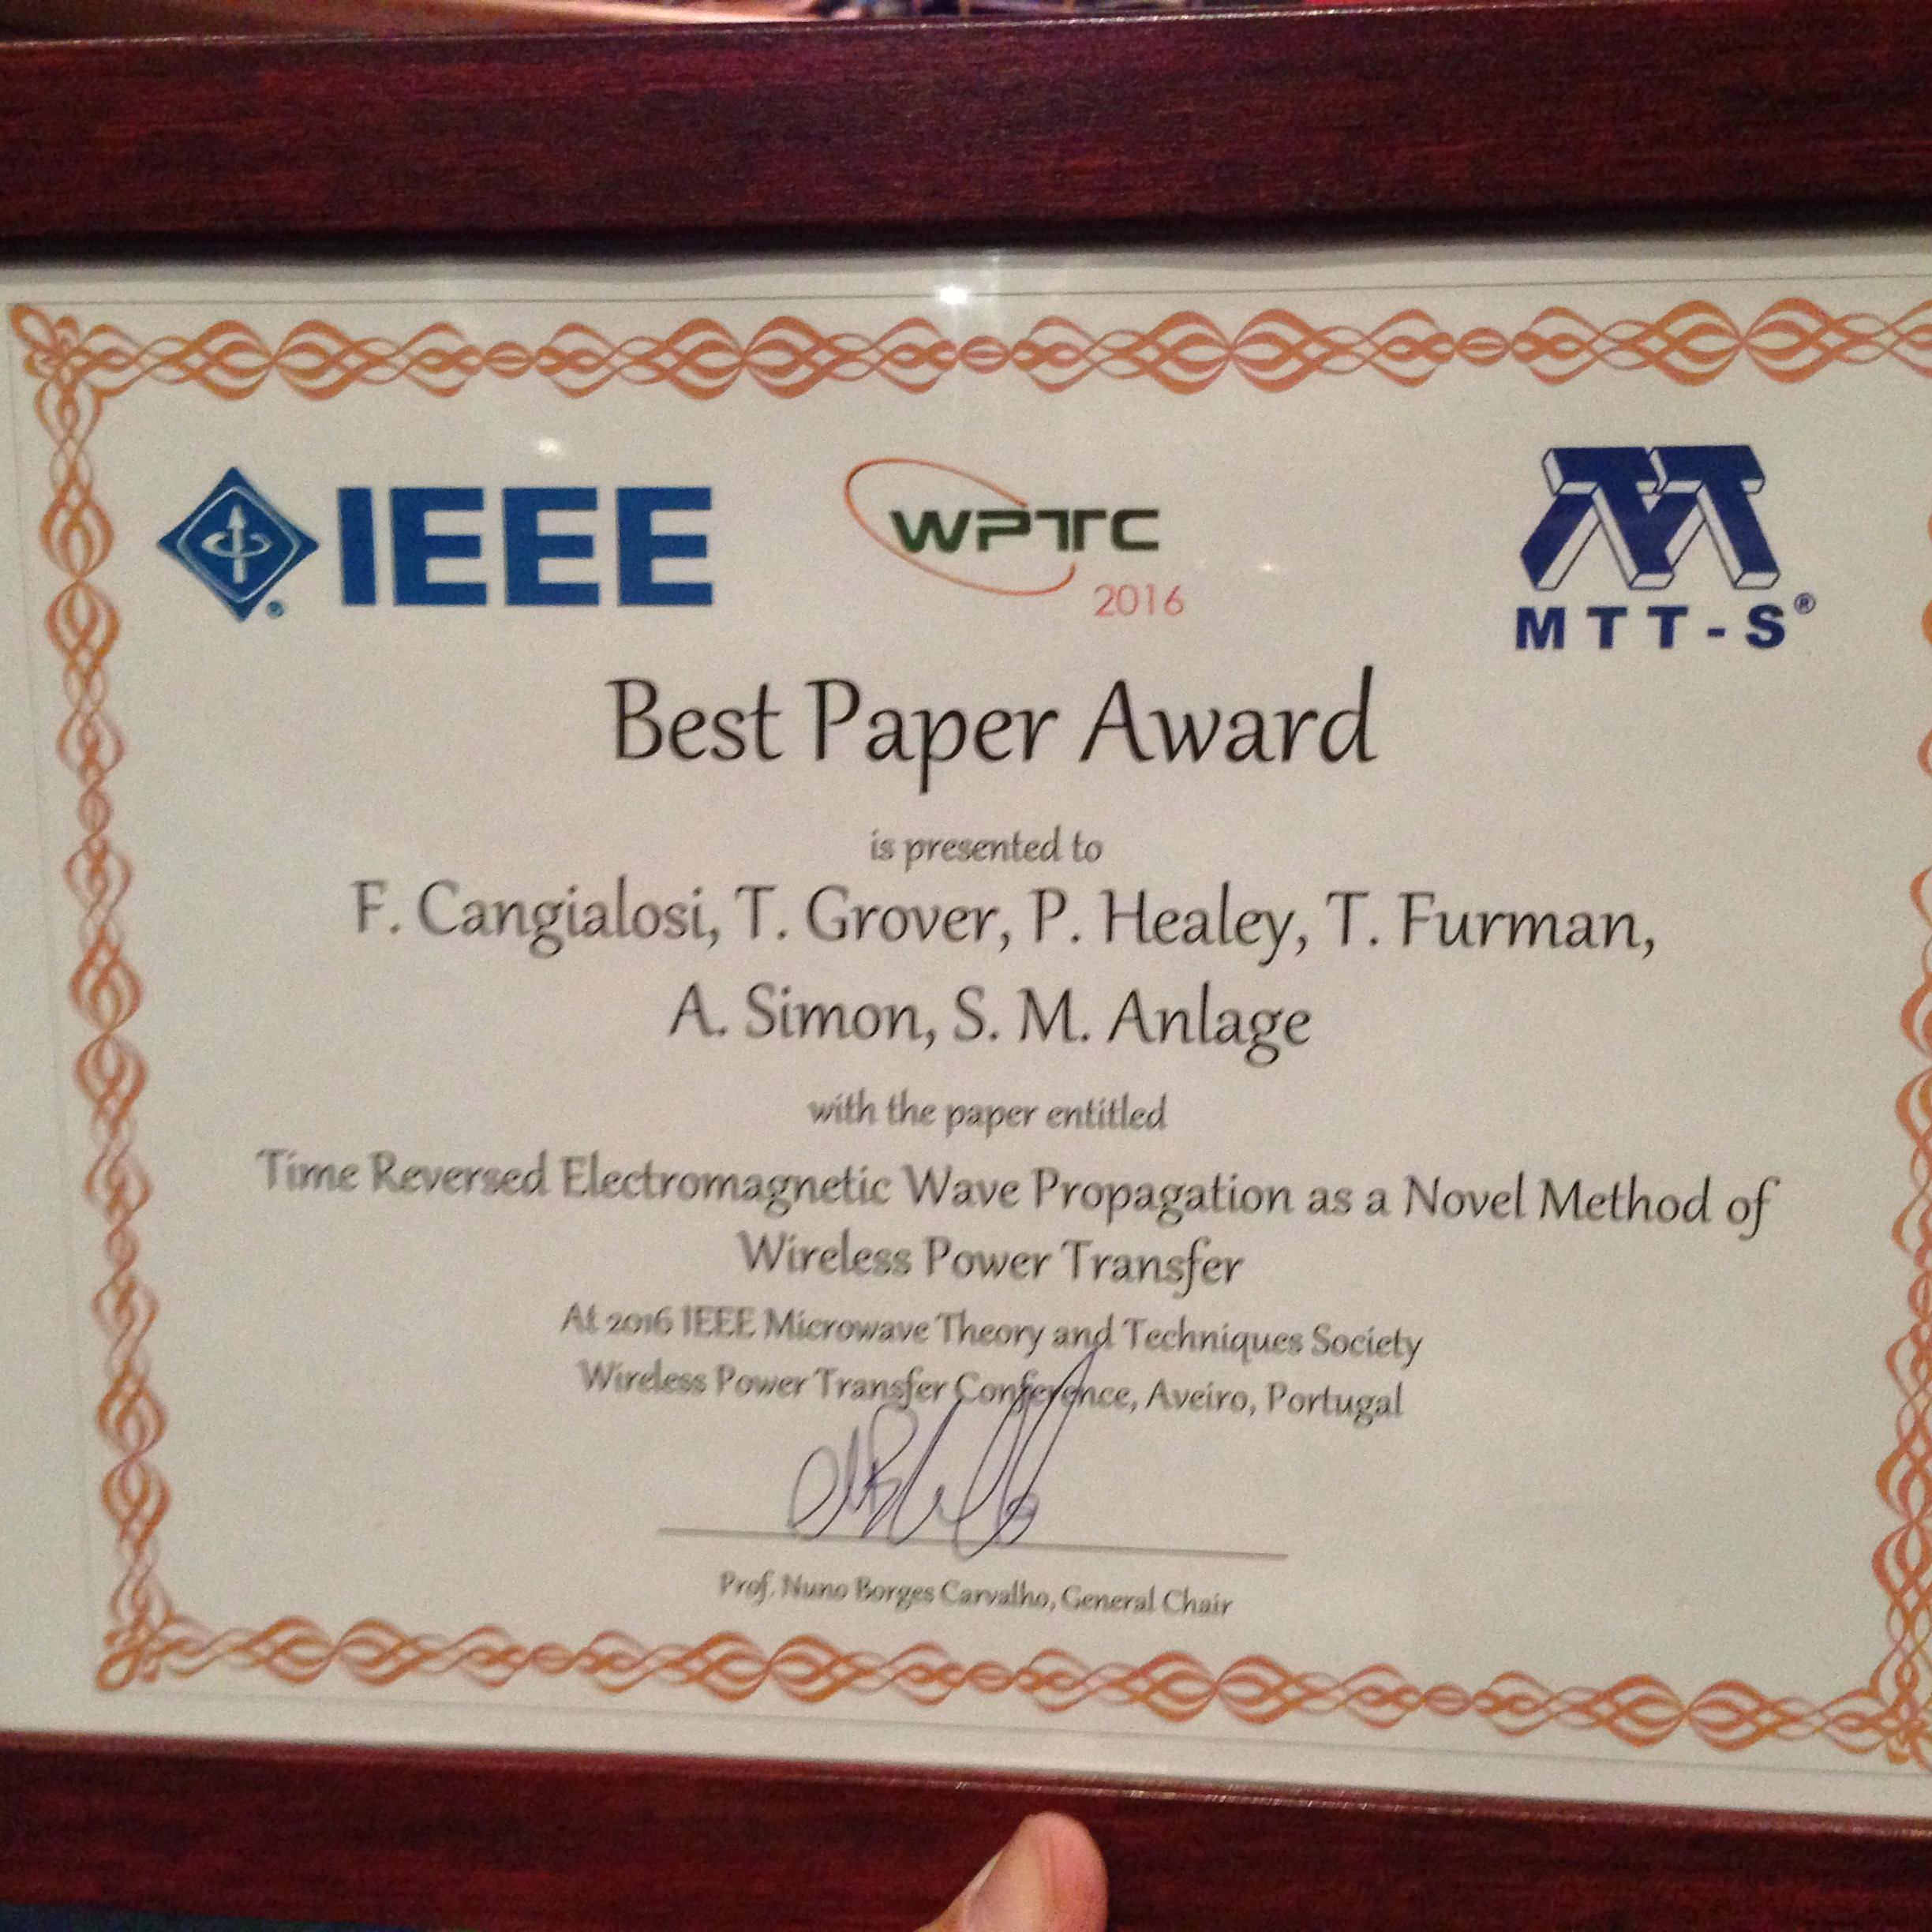 IEEE
WPTC
2016
MTT-S®
Best Paper Award
is presented to
F. Cangialosi, T. Grover, P. Healey, T. Furman,
A. Simon, S. M. Anlage
with the paper entitled
Time Reversed Electromagnetic Wave Propagation as a Novel Method of
Wireless Power Transfer
At 2016 IEEE Microwave Theory and Techniques Society
Wireless Power Transfer Conference, Aveiro, Portugal
Prof. Nuno Borges Carvalho, General Chair